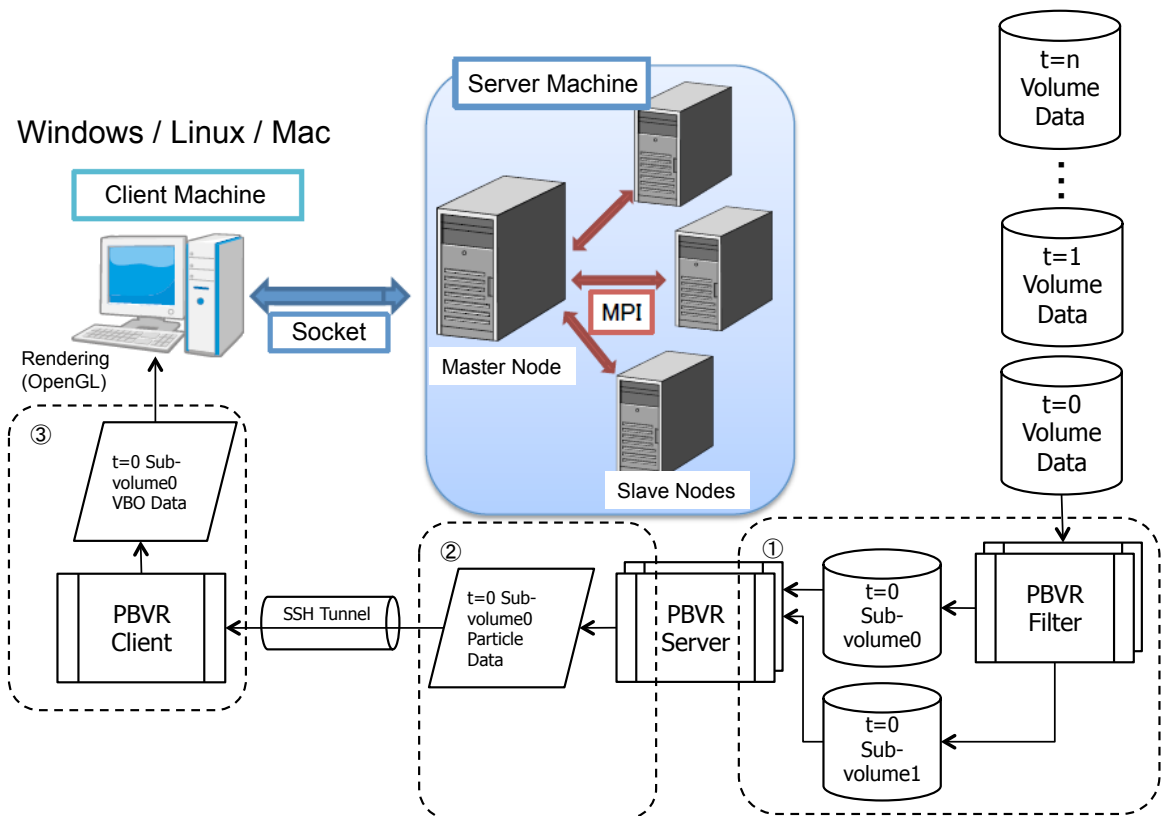 t=n
Volume
Data
Server Machine
Windows / Linux / Mac
Client Machine
t=1
Volume
Data
MPI
Socket
Master Node
Rendering
(OpenGL)
t=0
Volume
Data
③
t=0 Sub-
volume0
VBO Data
Slave Nodes
②
①
PBVR
Client
SSH Tunnel
t=0 Sub-
volume0
Particle
Data
PBVR
Server
t=0
Sub-
volume0
PBVR
Filter
t=0
Sub-
volume1